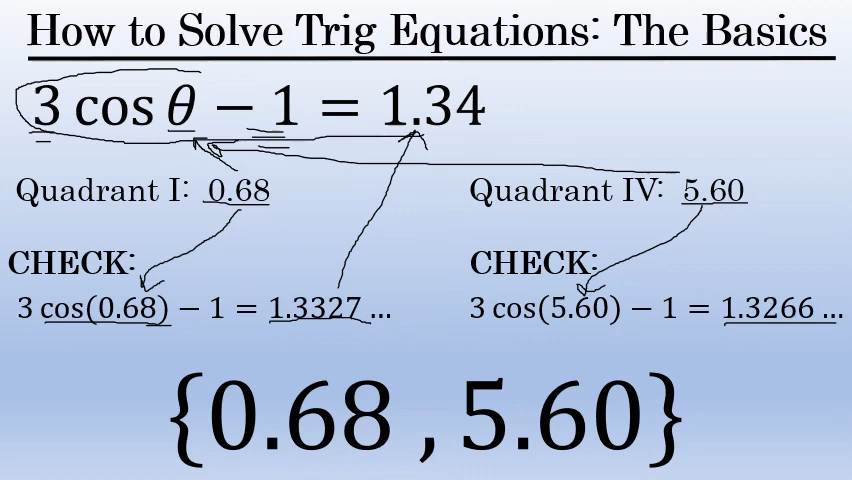 How to Solve Trig Equations: The Basics
3 cos θ − 1 = 1.34
Quadrant I: 0.68
Quadrant IV: 5.60
CHECK:
CHECK:
3 cos(0.68) − 1 = 1.3327 ...
3 cos(5.60) − 1 = 1.3266 ...
{0.68 , 5.60}